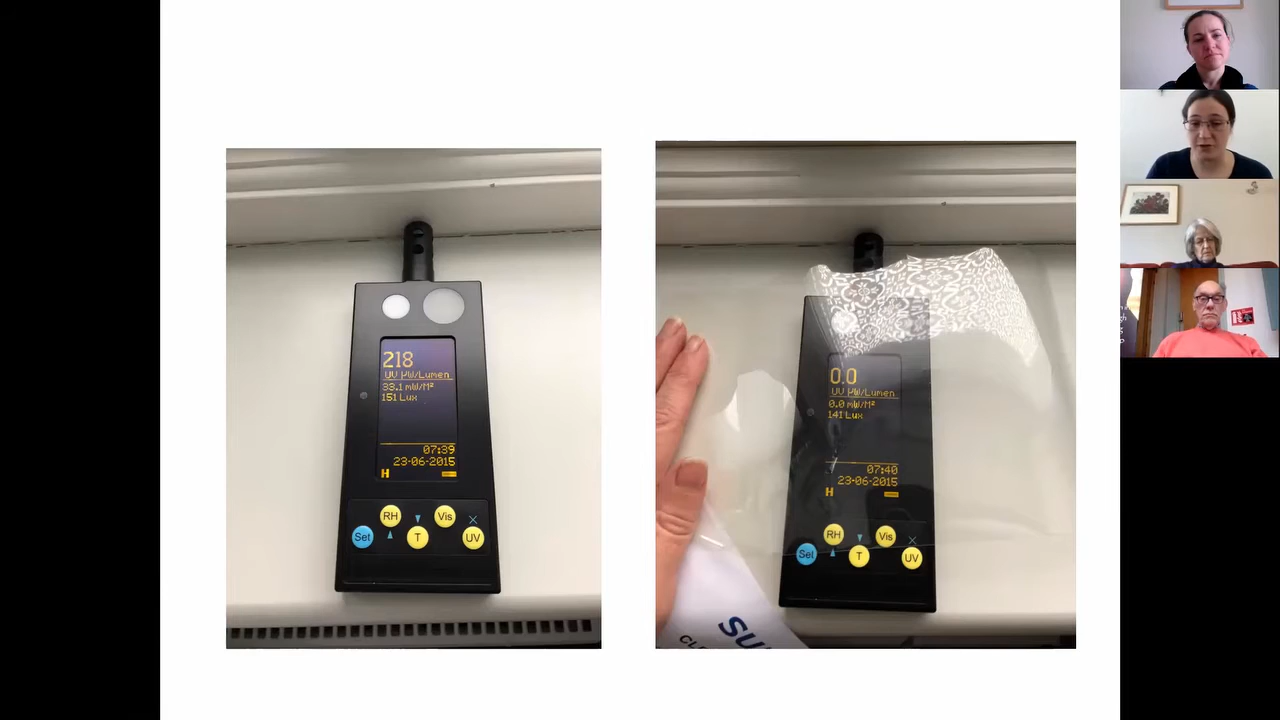 218
UV µW/Lumen
33.1 mW/M²
151 Lux
07:39
23-06-2015
H
RH
Vis
Set
T
UV
0.0
UV µW/Lumen
0.0 mW/M²
141 Lux
07:40
23-06-2015
H
RH
Vis
Set
T
UV
SU
CL